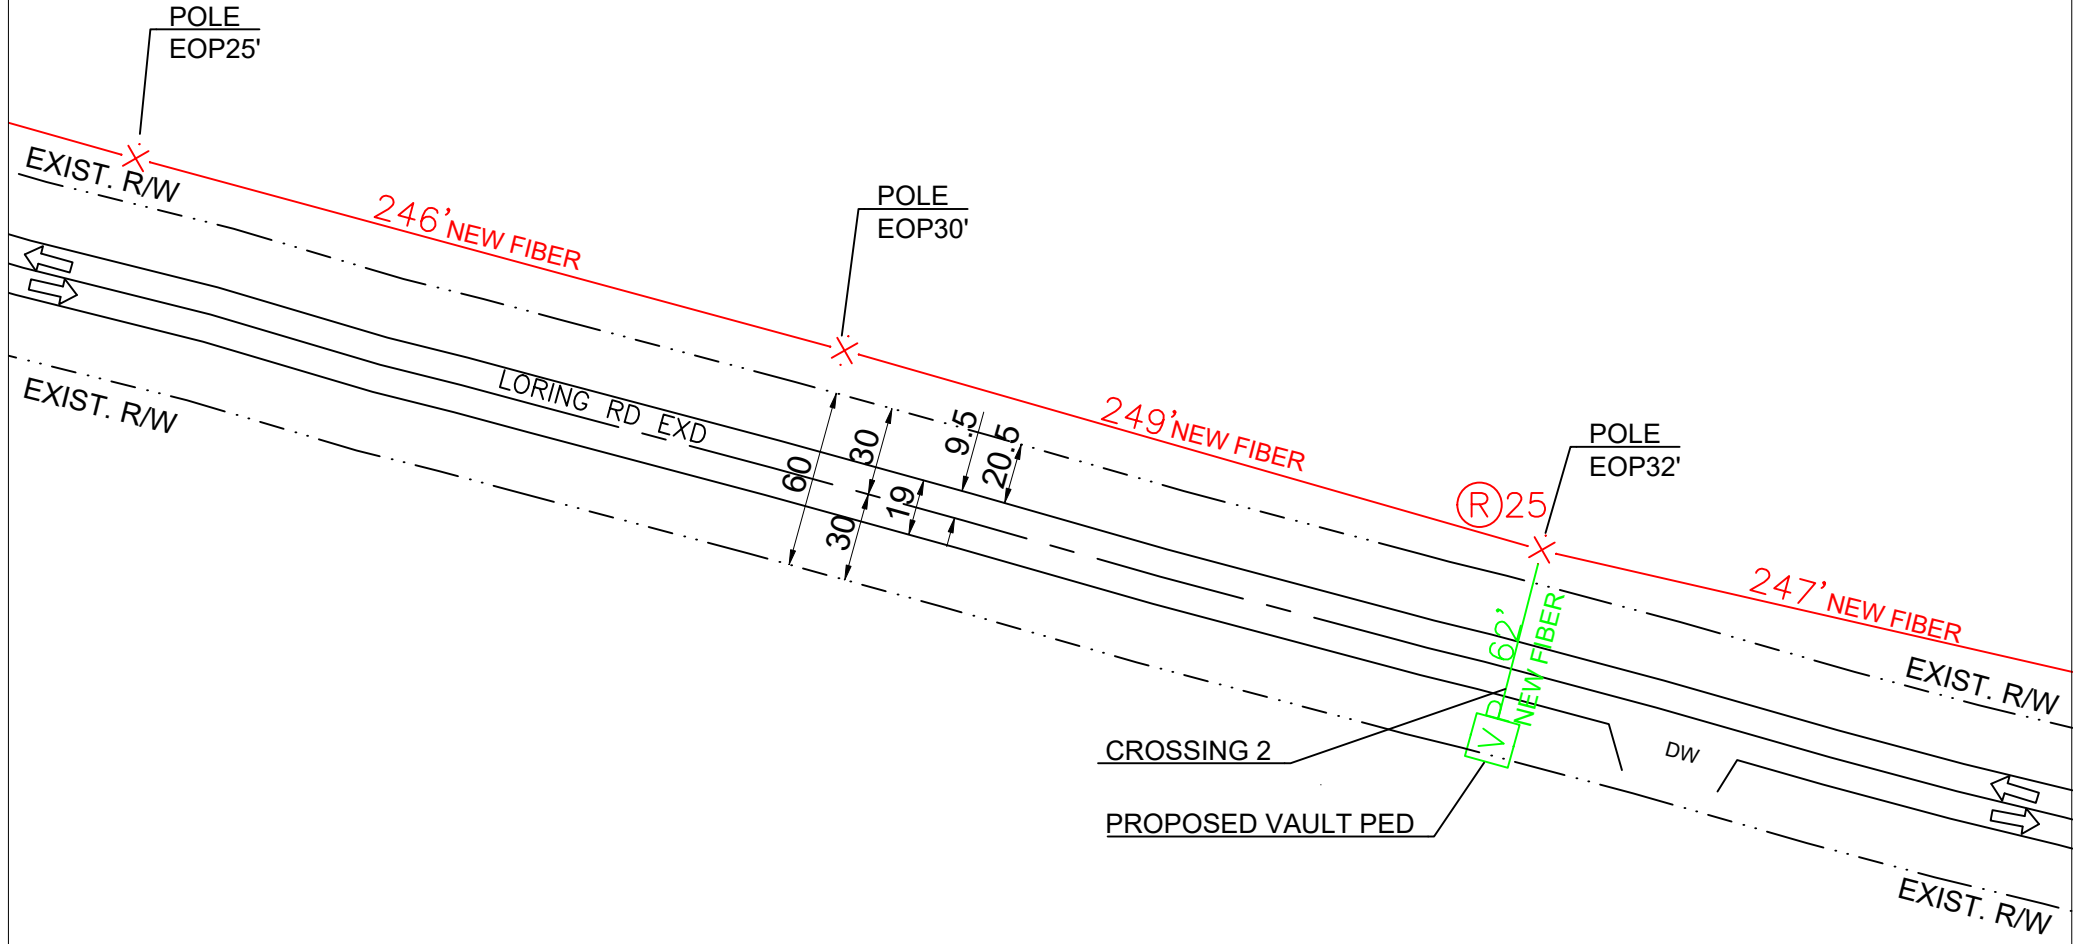 POLE
EOP25'
EXIST. R/W
246' NEW FIBER
POLE
EOP30'
EXIST. R/W
LORING RD EXD
60
30
30
19
9.5
20.5
249' NEW FIBER
POLE
EOP32'
R 25
247' NEW FIBER
62'
NEW FIBER
P
V
CROSSING 2
PROPOSED VAULT PED
DW
EXIST. R/W
EXIST. R/W